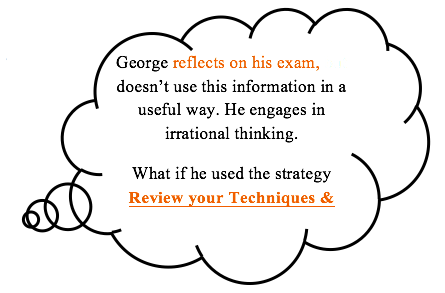 George reflects on his exam,
doesn’t use this information in a
useful way. He engages in
irrational thinking.
What if he used the strategy
Review your Techniques &